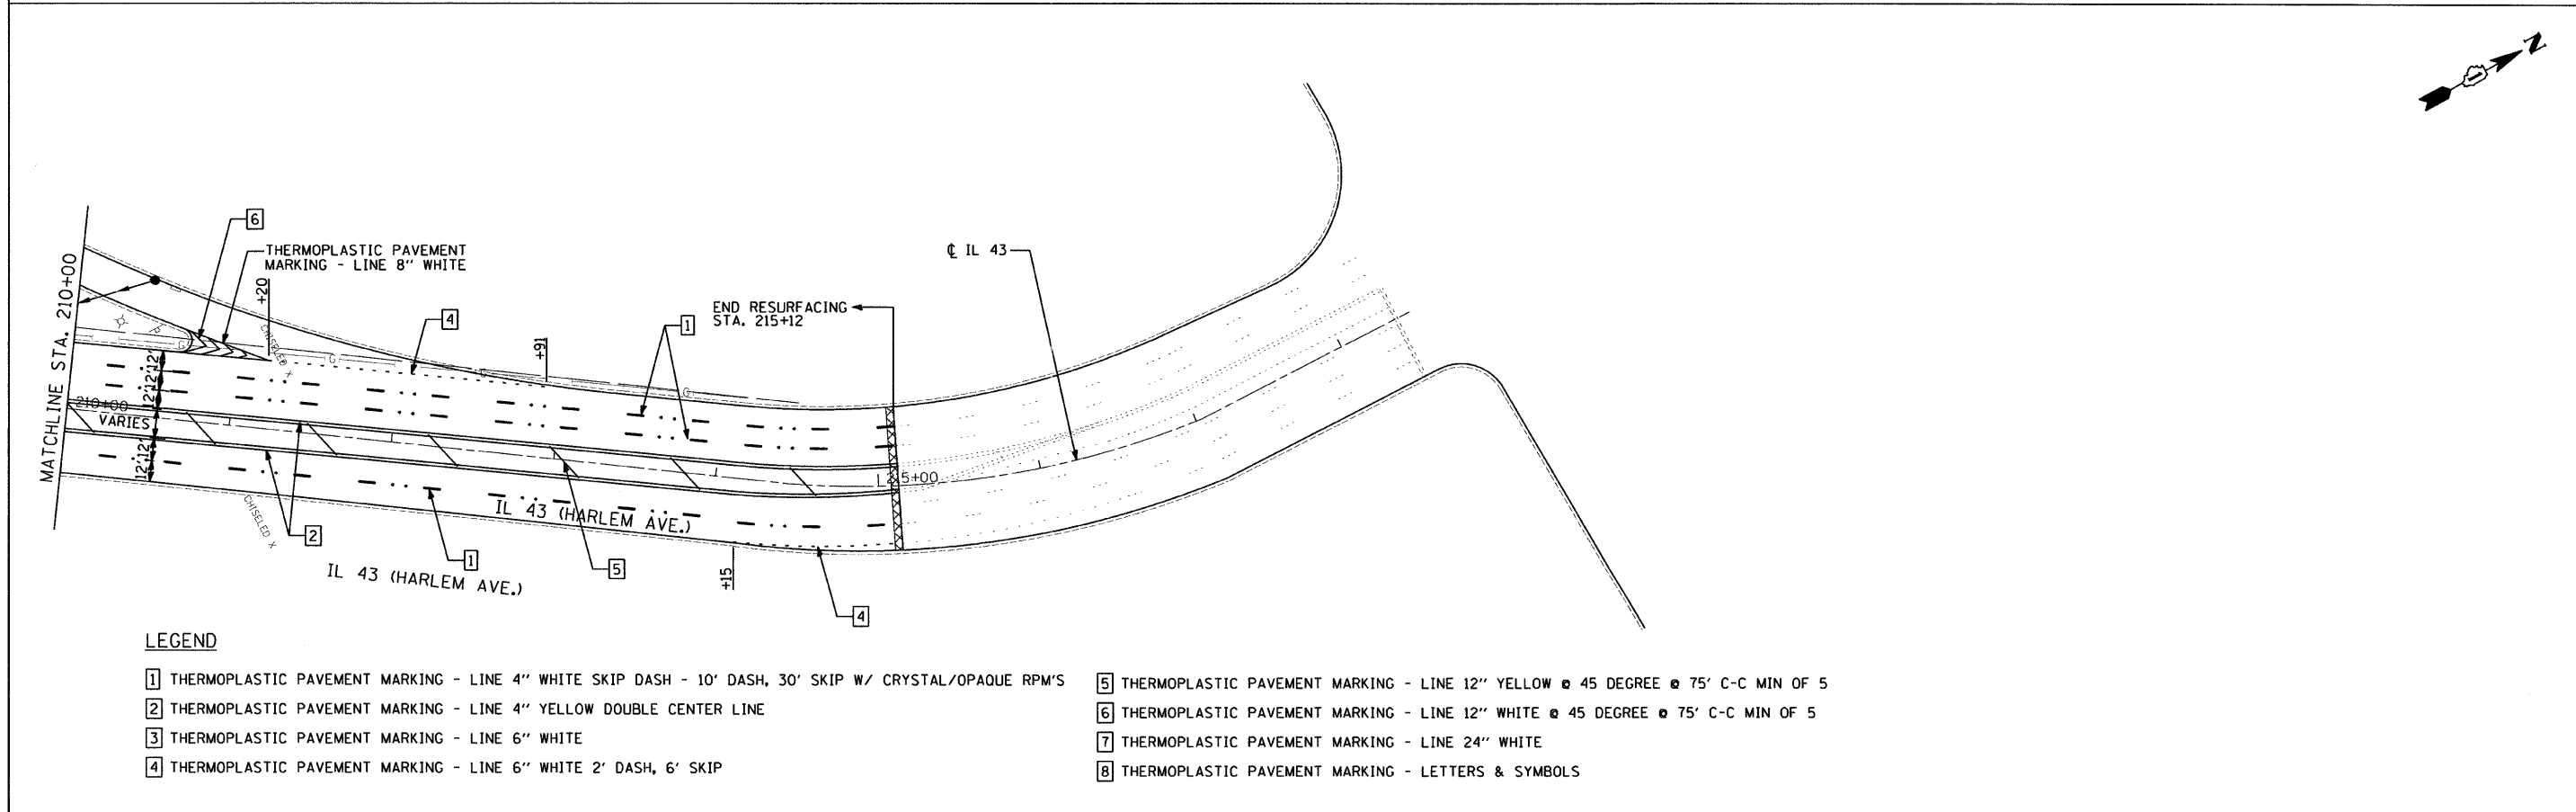 N
6
THERMOPLASTIC PAVEMENT
MARKING - LINE 8" WHITE
℄ IL 43
MATCHLINE STA. 210+00
+20
4
1
END RESURFACING
STA. 215+12
+91
CHISELED X
G
G
G
G
12'
12'
12'
210+00
VARIES
12'
12'
215+00
IL 43 (HARLEM AVE.)
CHISELED X
2
1
5
+15
4
IL 43 (HARLEM AVE.)
LEGEND
1 THERMOPLASTIC PAVEMENT MARKING - LINE 4" WHITE SKIP DASH - 10' DASH, 30' SKIP W/ CRYSTAL/OPAQUE RPM'S
2 THERMOPLASTIC PAVEMENT MARKING - LINE 4" YELLOW DOUBLE CENTER LINE
3 THERMOPLASTIC PAVEMENT MARKING - LINE 6" WHITE
4 THERMOPLASTIC PAVEMENT MARKING - LINE 6" WHITE 2' DASH, 6' SKIP
5 THERMOPLASTIC PAVEMENT MARKING - LINE 12" YELLOW @ 45 DEGREE @ 75' C-C MIN OF 5
6 THERMOPLASTIC PAVEMENT MARKING - LINE 12" WHITE @ 45 DEGREE @ 75' C-C MIN OF 5
7 THERMOPLASTIC PAVEMENT MARKING - LINE 24" WHITE
8 THERMOPLASTIC PAVEMENT MARKING - LETTERS & SYMBOLS